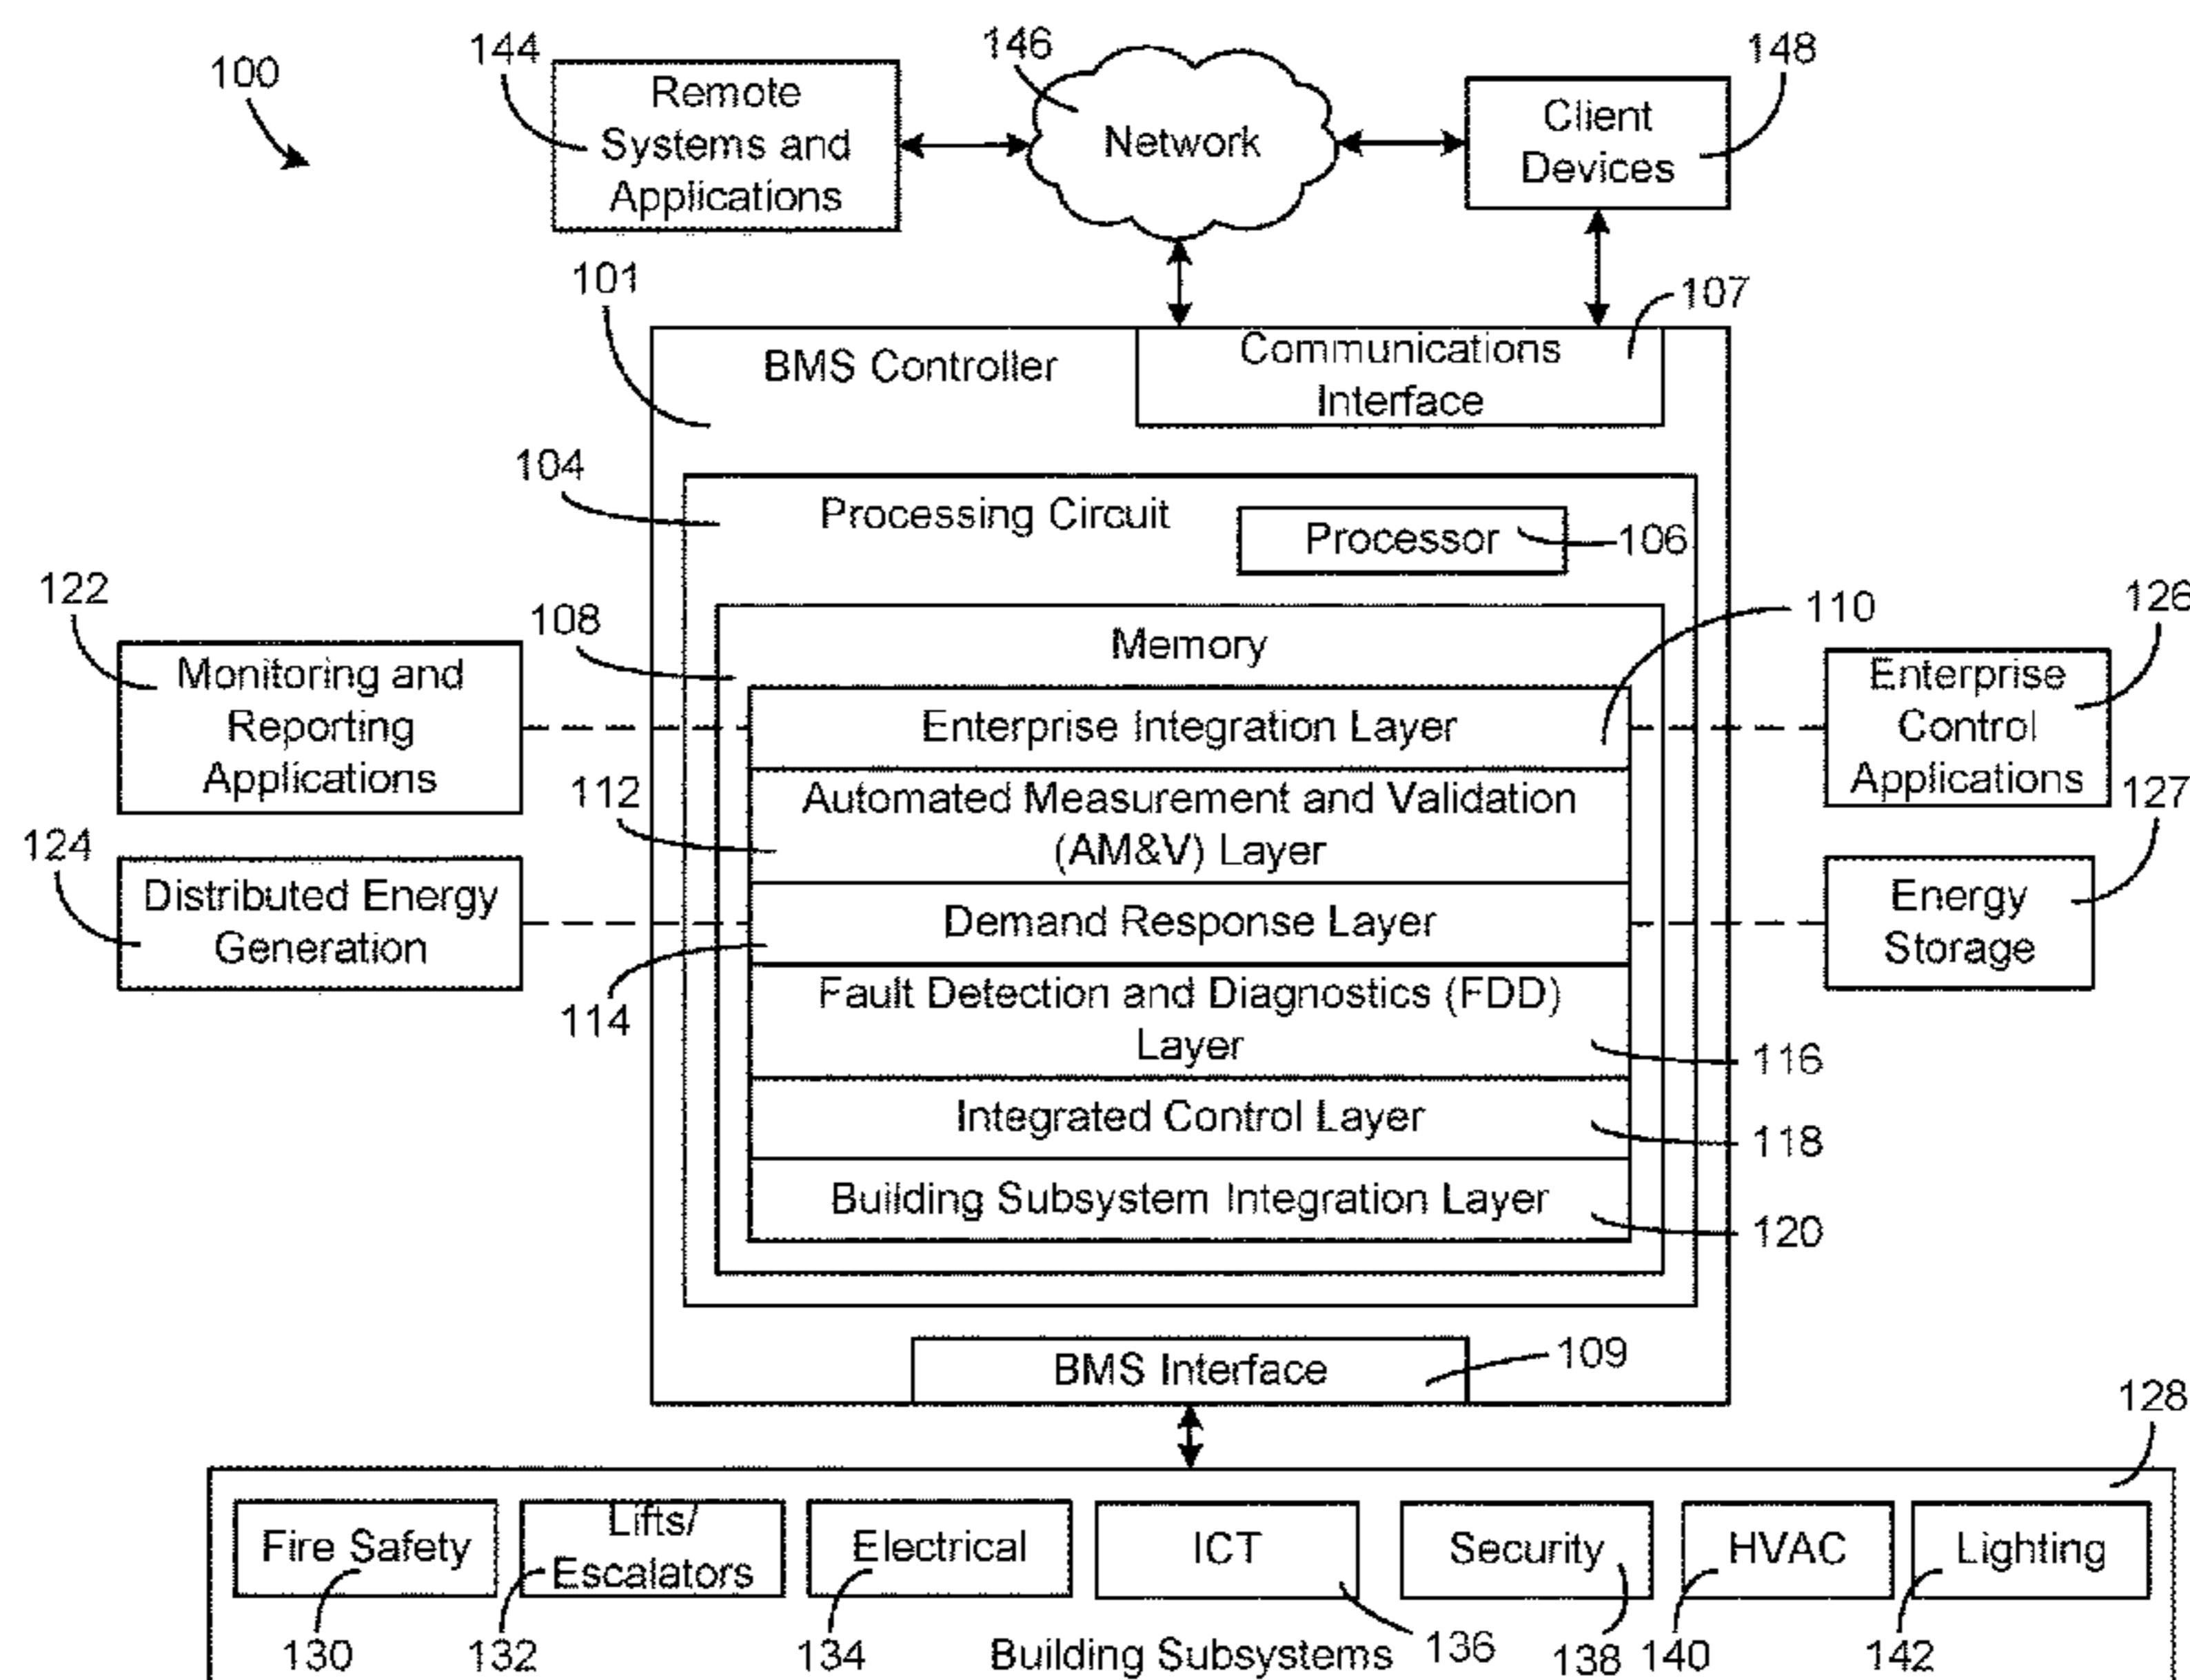 100
144
Remote
Systems and
Applications
146
Network
Client
Devices
148
101
BMS Controller
Communications
Interface
107
104
Processing Circuit
Processor
106
122
Monitoring and
Reporting
Applications
108
Memory
110
126
Enterprise
Control
Applications
Enterprise Integration Layer
112
Automated Measurement and Validation
(AM&V) Layer
127
124
Distributed Energy
Generation
114
Demand Response Layer
Energy
Storage
Fault Detection and Diagnostics (FDD)
Layer
116
Integrated Control Layer
118
Building Subsystem Integration Layer
120
BMS Interface
109
128
Fire Safety
Lifts/
Escalators
Electrical
ICT
Security
HVAC
Lighting
130
132
134
Building Subsystems
136
138
140
142